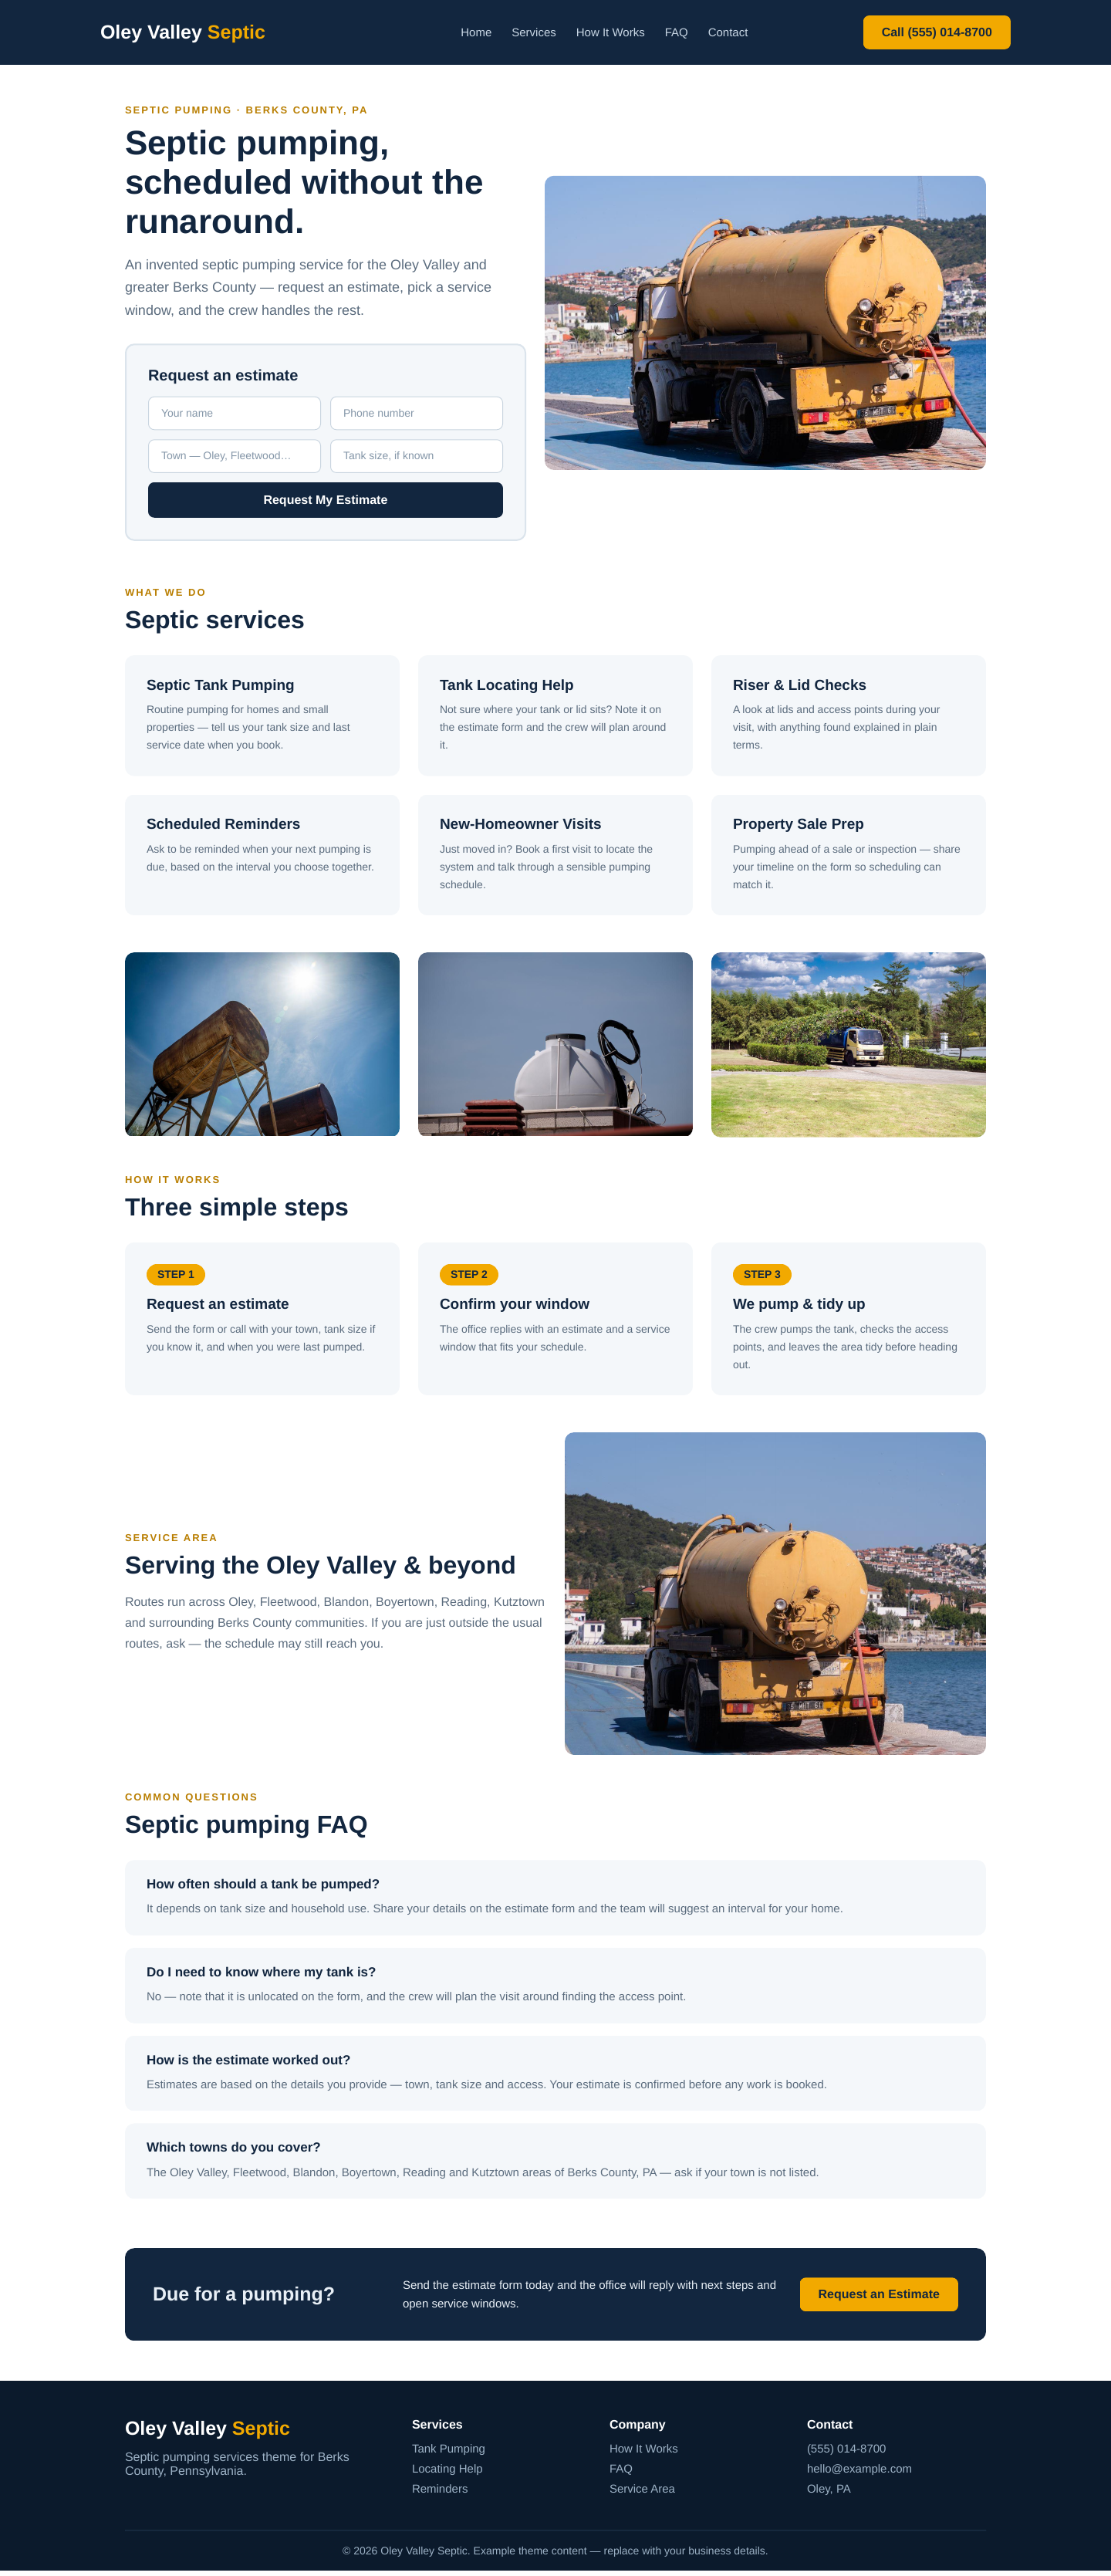 Oley Valley Septic
Home Services How It Works FAQ Contact
Call (555) 014-8700
SEPTIC PUMPING · BERKS COUNTY, PA
Septic pumping,
scheduled without the
runaround.
An invented septic pumping service for the Oley Valley and
greater Berks County — request an estimate, pick a service
window, and the crew handles the rest.
Request an estimate
Your name
Phone number
Town — Oley, Fleetwood…
Tank size, if known
Request My Estimate
WHAT WE DO
Septic services
Septic Tank Pumping
Routine pumping for homes and small
properties — tell us your tank size and last
service date when you book.
Tank Locating Help
Not sure where your tank or lid sits? Note it on
the estimate form and the crew will plan around
it.
Riser & Lid Checks
A look at lids and access points during your
visit, with anything found explained in plain
terms.
Scheduled Reminders
Ask to be reminded when your next pumping is
due, based on the interval you choose together.
New-Homeowner Visits
Just moved in? Book a first visit to locate the
system and talk through a sensible pumping
schedule.
Property Sale Prep
Pumping ahead of a sale or inspection — share
your timeline on the form so scheduling can
match it.
HOW IT WORKS
Three simple steps
STEP 1
Request an estimate
Send the form or call with your town, tank size if
you know it, and when you were last pumped.
STEP 2
Confirm your window
The office replies with an estimate and a service
window that fits your schedule.
STEP 3
We pump & tidy up
The crew pumps the tank, checks the access
points, and leaves the area tidy before heading
out.
SERVICE AREA
Serving the Oley Valley & beyond
Routes run across Oley, Fleetwood, Blandon, Boyertown, Reading, Kutztown
and surrounding Berks County communities. If you are just outside the usual
routes, ask — the schedule may still reach you.
COMMON QUESTIONS
Septic pumping FAQ
How often should a tank be pumped?
It depends on tank size and household use. Share your details on the estimate form and the team will suggest an interval for your home.
Do I need to know where my tank is?
No — note that it is unlocated on the form, and the crew will plan the visit around finding the access point.
How is the estimate worked out?
Estimates are based on the details you provide — town, tank size and access. Your estimate is confirmed before any work is booked.
Which towns do you cover?
The Oley Valley, Fleetwood, Blandon, Boyertown, Reading and Kutztown areas of Berks County, PA — ask if your town is not listed.
Due for a pumping?
Send the estimate form today and the office will reply with next steps and
open service windows.
Request an Estimate
Oley Valley Septic
Septic pumping services theme for Berks
County, Pennsylvania.
Services
Tank Pumping
Locating Help
Reminders
Company
How It Works
FAQ
Service Area
Contact
(555) 014-8700
hello@example.com
Oley, PA
© 2026 Oley Valley Septic. Example theme content — replace with your business details.